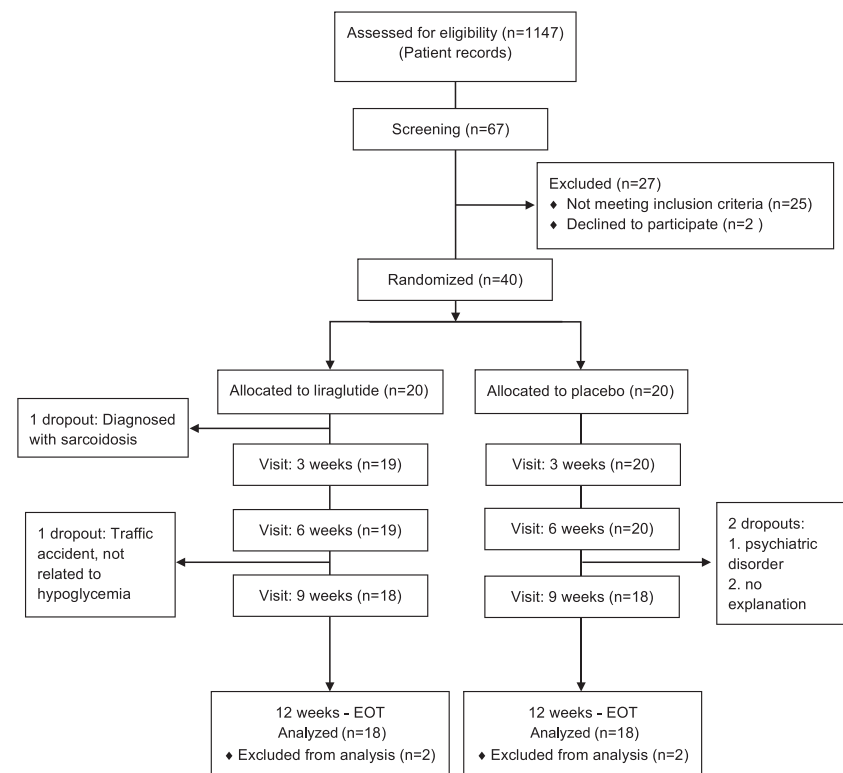 Assessed for eligibility (n=1147)
(Patient records)
Screening (n=67)
Excluded (n=27)
♦ Not meeting inclusion criteria (n=25)
♦ Declined to participate (n=2 )
Randomized (n=40)
Allocated to liraglutide (n=20)
Allocated to placebo (n=20)
1 dropout: Diagnosed
with sarcoidosis
Visit: 3 weeks (n=19)
Visit: 3 weeks (n=20)
1 dropout: Traffic
accident, not
related to
hypoglycemia
Visit: 6 weeks (n=19)
Visit: 6 weeks (n=20)
2 dropouts:
1. psychiatric
disorder
2. no
explanation
Visit: 9 weeks (n=18)
Visit: 9 weeks (n=18)
12 weeks - EOT
Analyzed (n=18)
♦ Excluded from analysis (n=2)
12 weeks - EOT
Analyzed (n=18)
♦ Excluded from analysis (n=2)